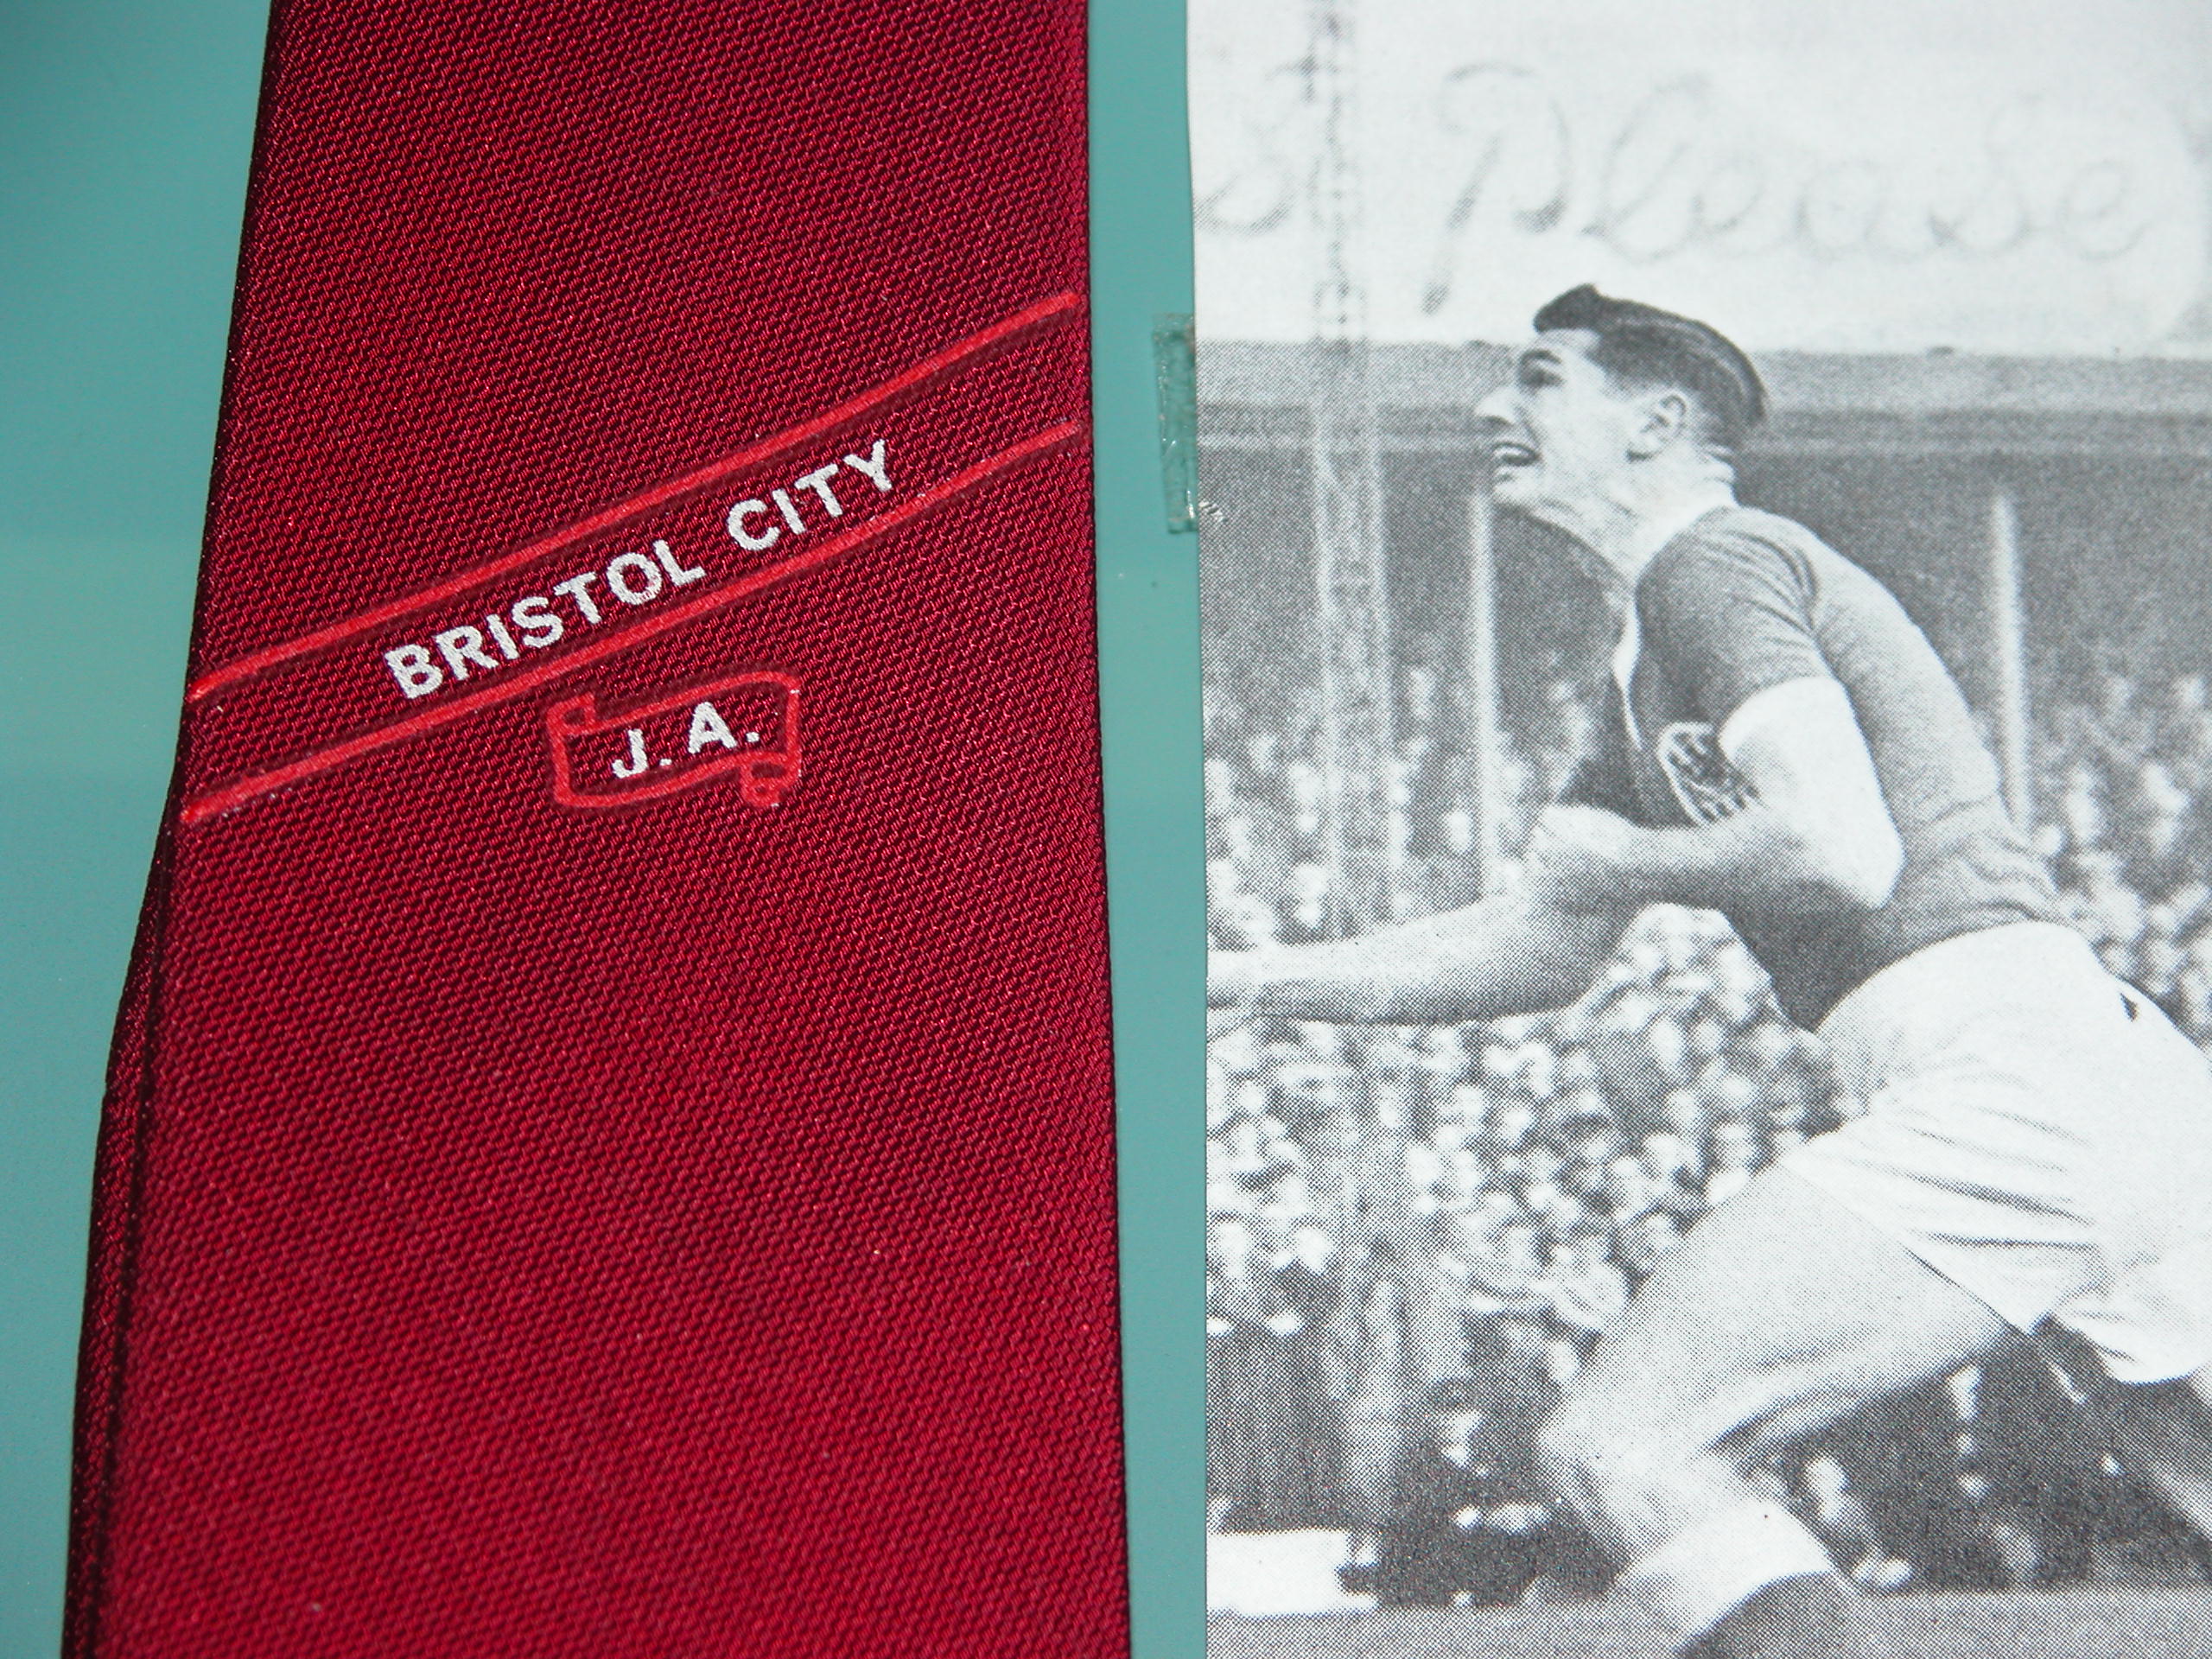 BRISTOL CITY
J. A.
Please